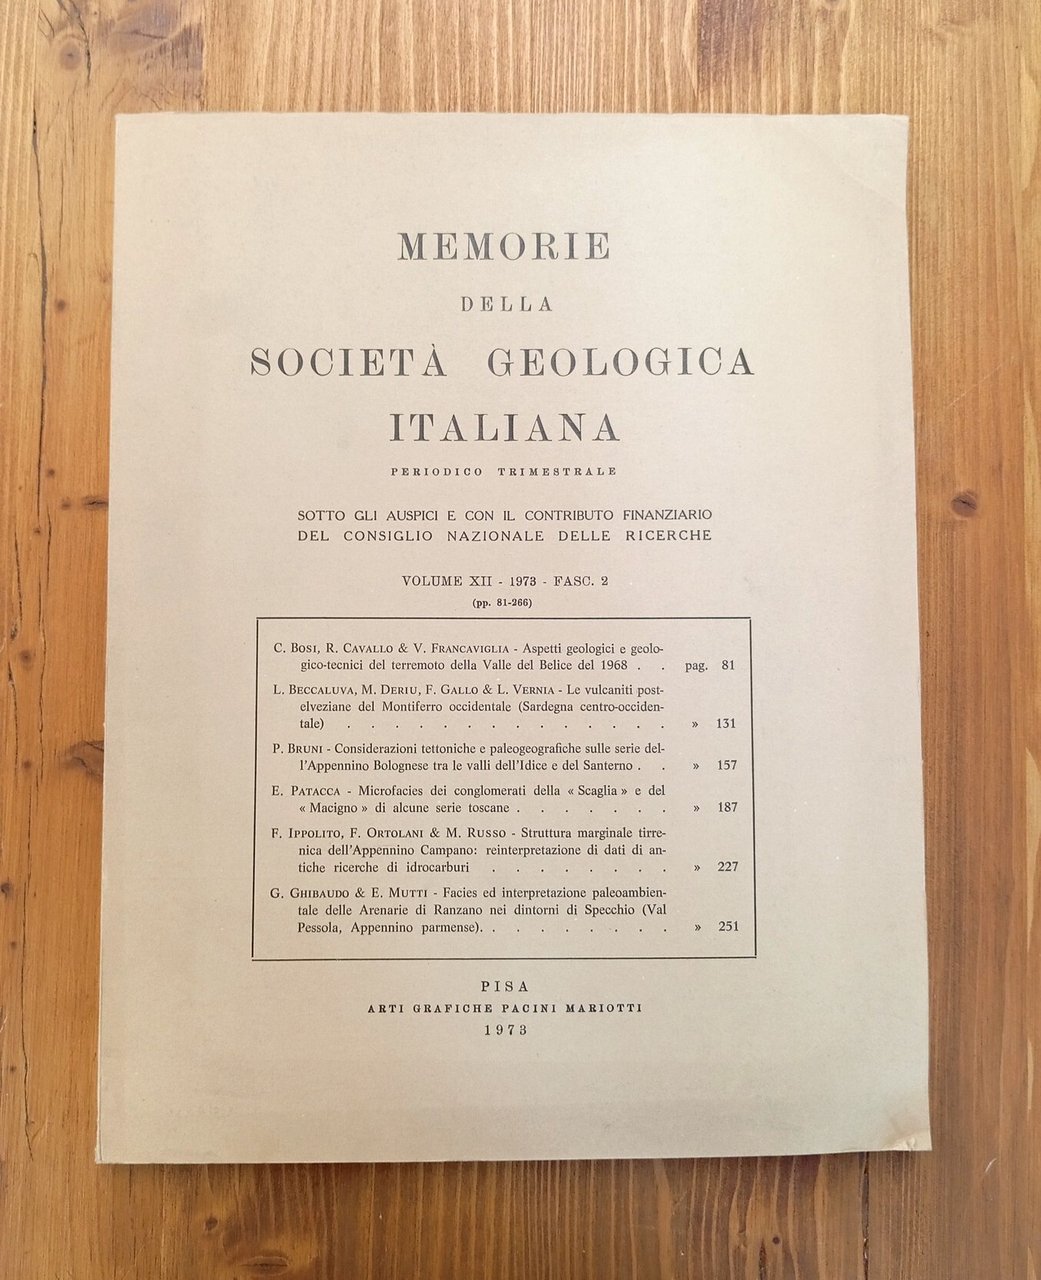 MEMORIE
DELLA
SOCIETÀ GEOLOGICA
ITALIANA
PERIODICO TRIMESTRALE
SOTTO GLI AUSPICI E CON IL CONTRIBUTO FINANZIARIO
DEL CONSIGLIO NAZIONALE DELLE RICERCHE
VOLUME XII - 1973 - FASC. 2
(pp. 81-266)
C. BOSI, R. CAVALLO & V. FRANCAVIGLIA - Aspetti geologici e geolo-
gico-tecnici del terremoto della Valle del Belice del 1968 . . pag. 81
L. BECCALUVA, M. DERIU, F. GALLO & L. VERNIA - Le vulcaniti post-
elveziane del Montiferro occidentale (Sardegna centro-occiden-
tale) . . . . . . . . . . . . . . » 131
P. BRUNI - Considerazioni tettoniche e paleogeografiche sulle serie del-
l'Appennino Bolognese tra le valli dell'Idice e del Santerno . . » 157
E. PATACCA - Microfacies dei conglomerati della « Scaglia » e del
« Macigno » di alcune serie toscane . . . . . . . » 187
F. IPPOLITO, F. ORTOLANI & M. RUSSO - Struttura marginale tirre-
nica dell'Appennino Campano: reinterpretazione di dati di an-
tiche ricerche di idrocarburi . . . . . . . . » 227
G. GHIBAUDO & E. MUTTI - Facies ed interpretazione paleoambien-
tale delle Arenarie di Ranzano nei dintorni di Specchio (Val
Pessola, Appennino parmense). . . . . . . . . » 251
PISA
ARTI GRAFICHE PACINI MARIOTTI
1973